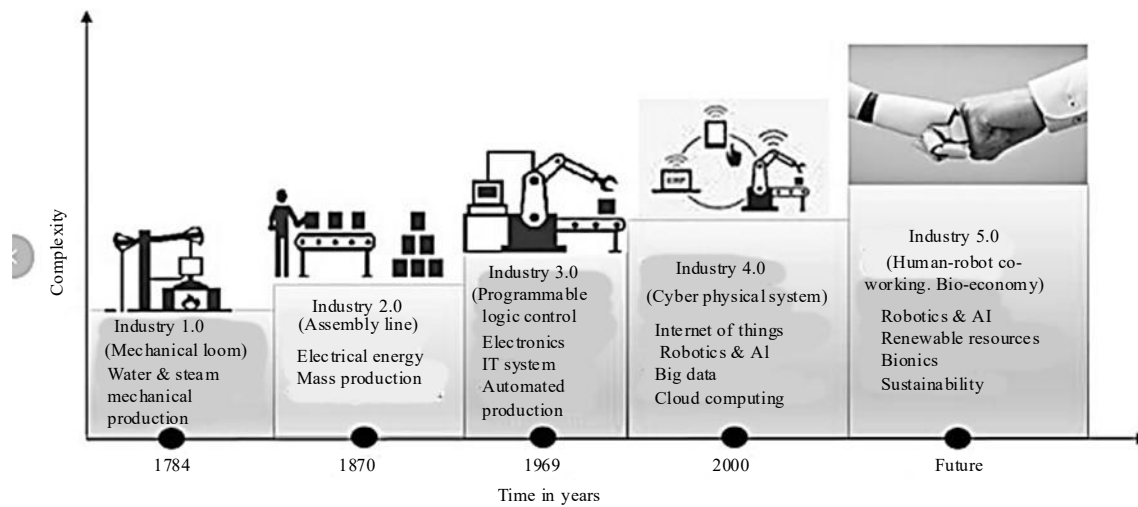 Complexity
Industry 1.0
(Mechanical loom)
Water & steam
mechanical
production
Industry 2.0
(Assembly line)
Electrical energy
Mass production
Industry 3.0
(Programmable
logic control
Electronics
IT system
Automated
production
ERP
Industry 4.0
(Cyber physical system)
Internet of things
Robotics & AI
Big data
Cloud computing
Industry 5.0
(Human-robot co-
working. Bio-economy)
Robotics & AI
Renewable resources
Bionics
Sustainability
1784
1870
1969
2000
Future
Time in years